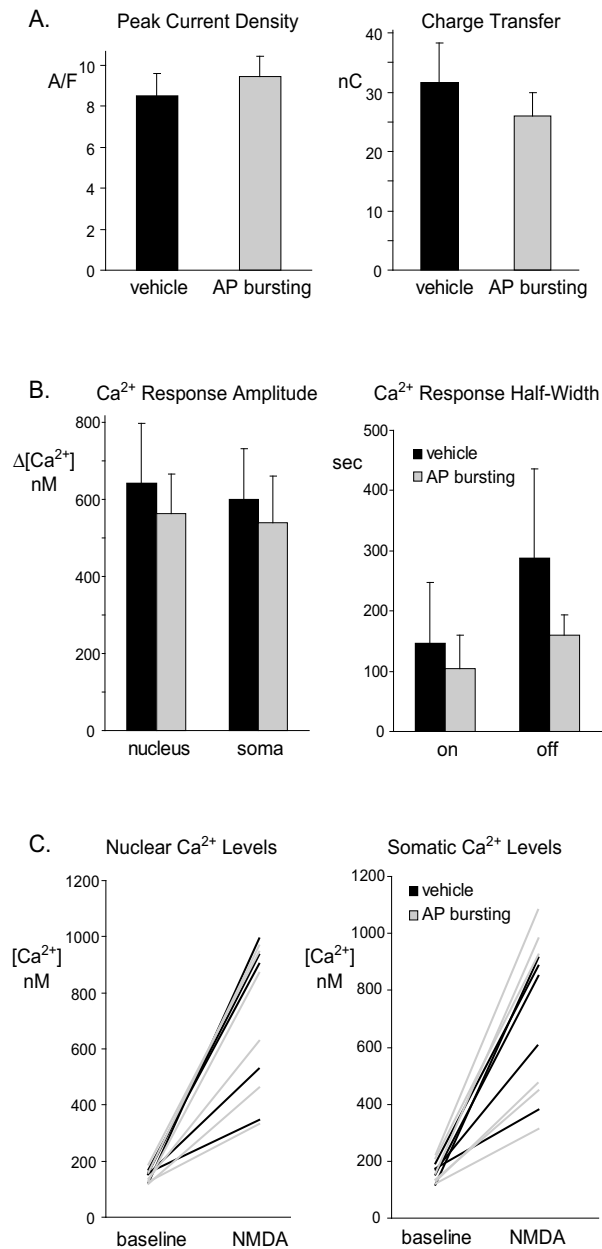 A.
Peak Current Density
A/F
10
8
6
4
2
0
vehicle
AP bursting
Charge Transfer
nC
40
30
20
10
0
vehicle
AP bursting
B.
Ca²⁺ Response Amplitude
Δ[Ca²⁺]
nM
800
600
400
200
0
nucleus
soma
Ca²⁺ Response Half-Width
sec
500
400
300
200
100
0
vehicle
AP bursting
on
off
C.
Nuclear Ca²⁺ Levels
[Ca²⁺]
nM
1200
1000
800
600
400
200
0
baseline
NMDA
Somatic Ca²⁺ Levels
[Ca²⁺]
nM
1200
1000
800
600
400
200
0
vehicle
AP bursting
baseline
NMDA